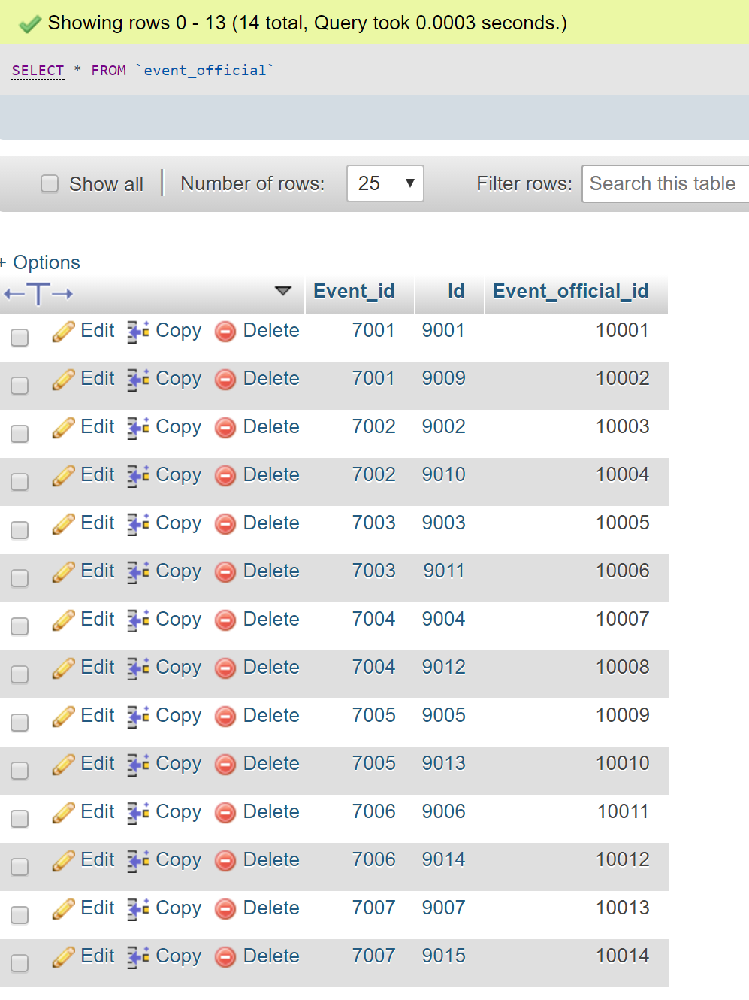 Showing rows 0 - 13 (14 total, Query took 0.0003 seconds.)
SELECT * FROM `event_official`
Show all Number of rows: 25 Filter rows: Search this table
+ Options
←T→ Event_id Id Event_official_id
Edit Copy Delete 7001 9001 10001
Edit Copy Delete 7001 9009 10002
Edit Copy Delete 7002 9002 10003
Edit Copy Delete 7002 9010 10004
Edit Copy Delete 7003 9003 10005
Edit Copy Delete 7003 9011 10006
Edit Copy Delete 7004 9004 10007
Edit Copy Delete 7004 9012 10008
Edit Copy Delete 7005 9005 10009
Edit Copy Delete 7005 9013 10010
Edit Copy Delete 7006 9006 10011
Edit Copy Delete 7006 9014 10012
Edit Copy Delete 7007 9007 10013
Edit Copy Delete 7007 9015 10014